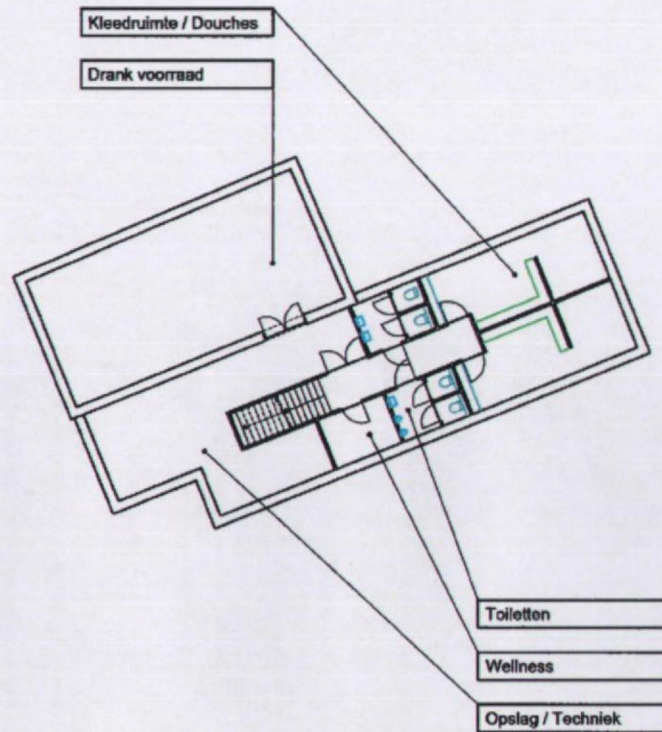 Kleedruimte / Douches
Drank voorraad
Toiletten
Wellness
Opslag / Techniek